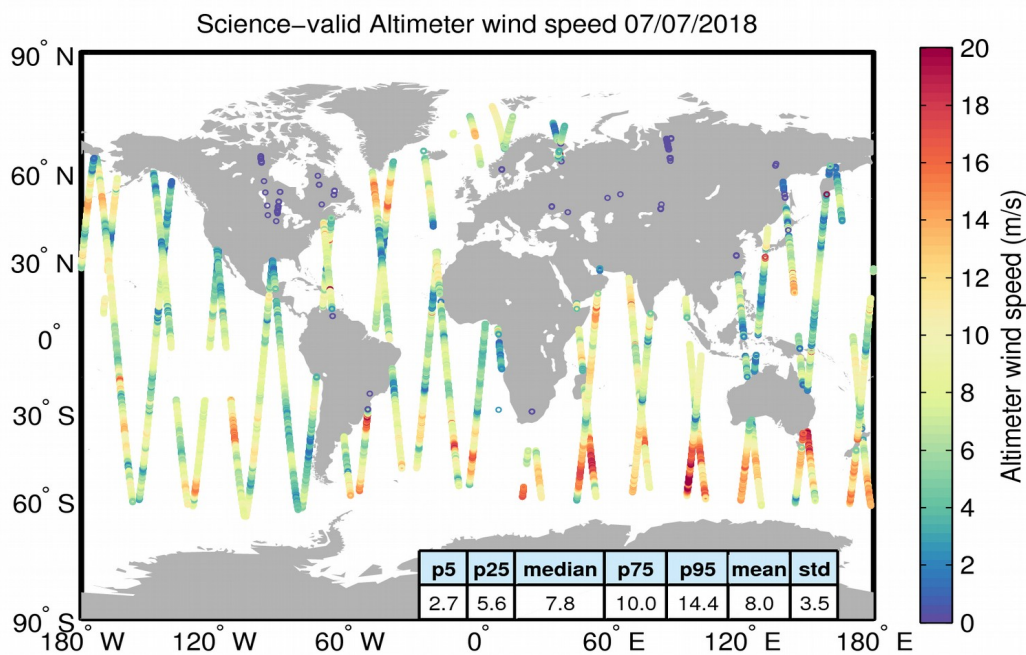 Science−valid Altimeter wind speed 07/07/2018
90° N
60° N
30° N
0°
30° S
60° S
90° S
180° W
120° W
60° W
0°
60° E
120° E
180° E
p5 p25 median p75 p95 mean std
2.7 5.6 7.8 10.0 14.4 8.0 3.5
20
18
16
14
12
10
8
6
4
2
0
Altimeter wind speed (m/s)